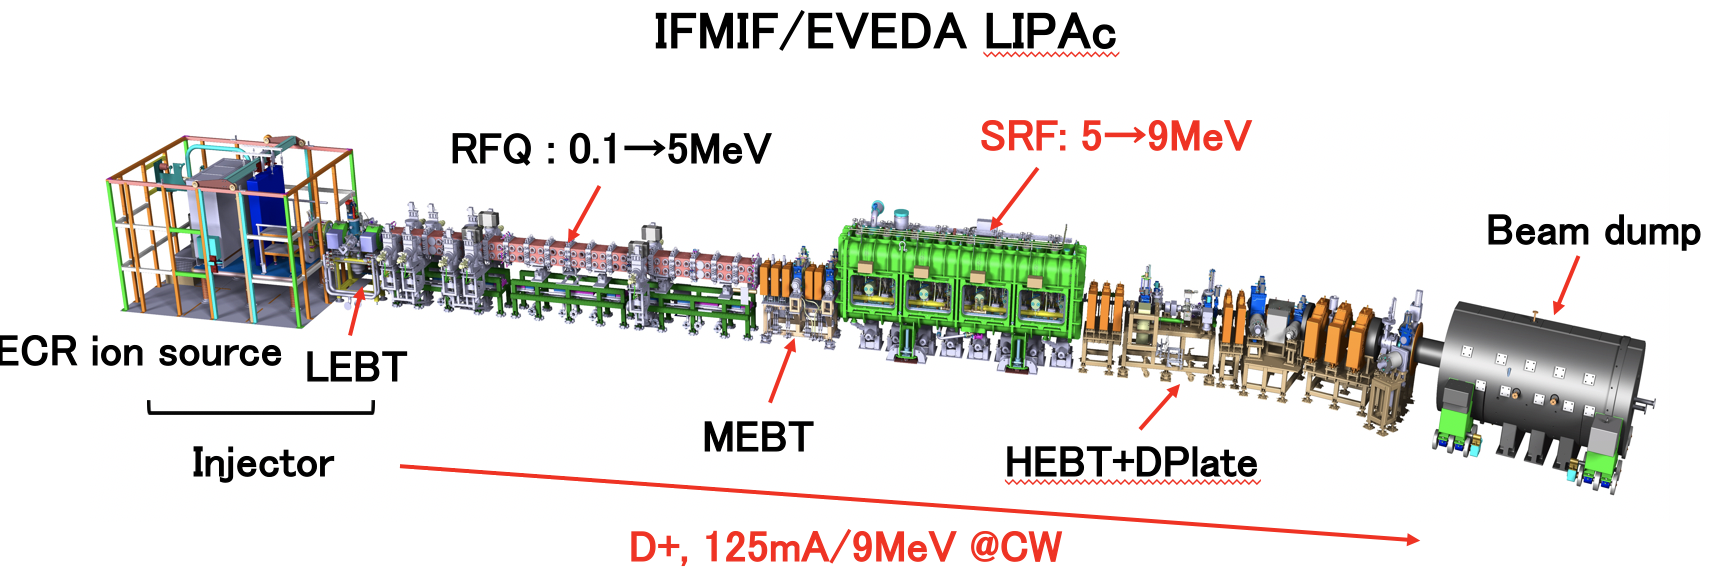 IFMIF/EVEDA LIPAc
RFQ : 0.1→5MeV
SRF: 5→9MeV
Beam dump
ECR ion source
LEBT
MEBT
Injector
HEBT+DPlate
D+, 125mA/9MeV @CW